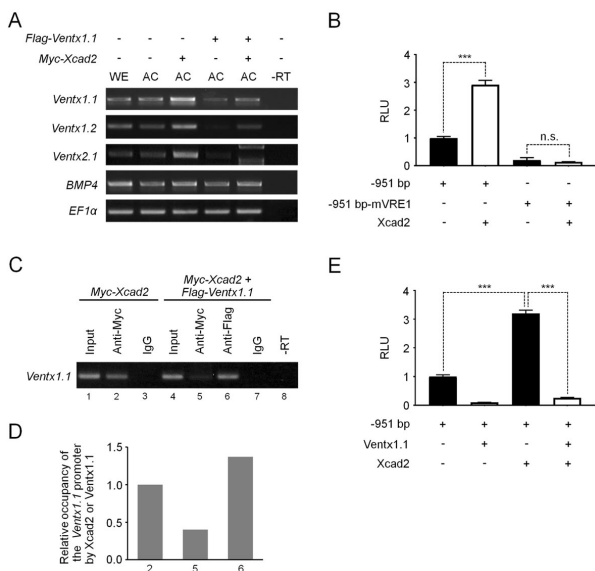 A
Flag-Ventx1.1 - - - + + -
Myc-Xcad2 - - + - + -
WE AC AC AC AC -RT
Ventx1.1
Ventx1.2
Ventx2.1
BMP4
EF1α
B
RLU
4
3
2
1
0
***
n.s.
-951 bp + + - -
-951 bp-mVRE1 - - + +
Xcad2 - + - +
C
Myc-Xcad2
Myc-Xcad2 +
Flag-Ventx1.1
Input
Anti-Myc
IgG
Input
Anti-Myc
Anti-Flag
IgG
-RT
Ventx1.1
1 2 3 4 5 6 7 8
D
Relative occupancy of
the Ventx1.1 promoter
by Xcad2 or Ventx1.1
1.5
1.0
0.5
0.0
2 5 6
E
RLU
4
3
2
1
0
*** ***
-951 bp + + + +
Ventx1.1 - + - +
Xcad2 - - + +